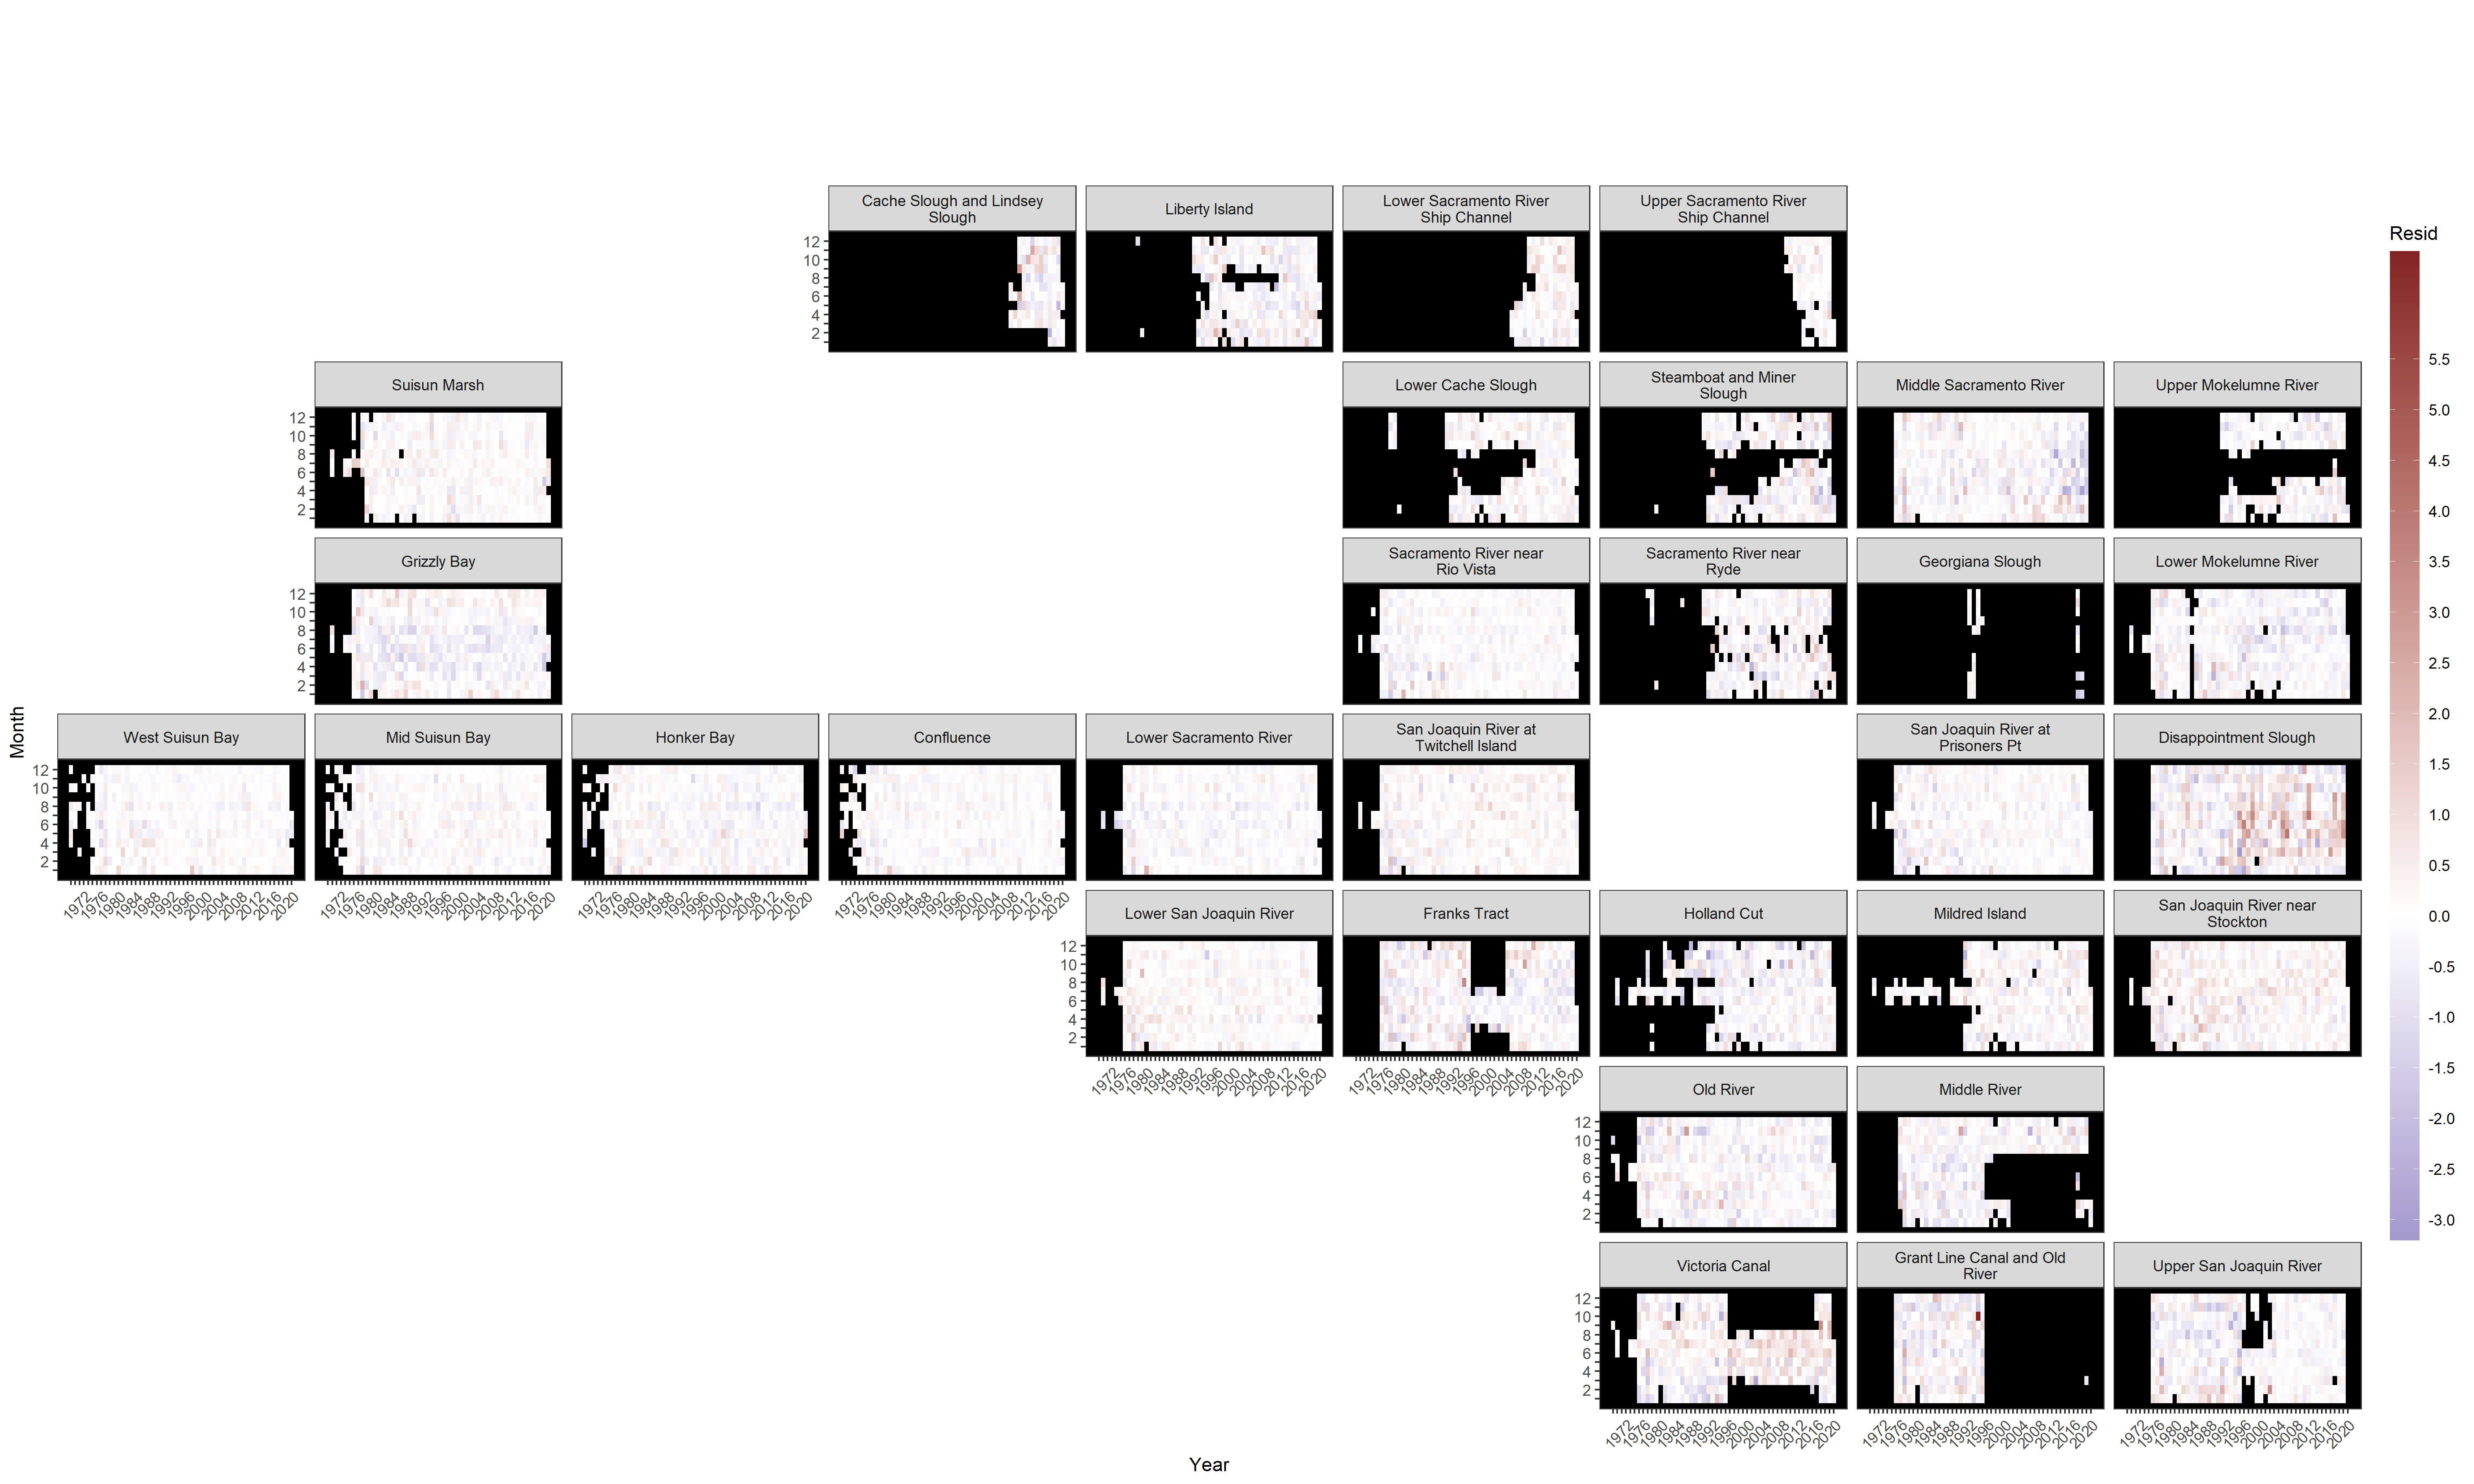 Cache Slough and Lindsey
Slough
Liberty Island
Lower Sacramento River
Ship Channel
Upper Sacramento River
Ship Channel
12
10
8
6
4
2
Resid
5.5
5.0
4.5
4.0
3.5
3.0
2.5
2.0
1.5
1.0
0.5
0.0
-0.5
-1.0
-1.5
-2.0
-2.5
-3.0
Suisun Marsh
Lower Cache Slough
Steamboat and Miner
Slough
Middle Sacramento River
Upper Mokelumne River
12
10
8
6
4
2
Grizzly Bay
Sacramento River near
Rio Vista
Sacramento River near
Ryde
Georgiana Slough
Lower Mokelumne River
12
10
8
6
4
2
Month
West Suisun Bay
Mid Suisun Bay
Honker Bay
Confluence
Lower Sacramento River
San Joaquin River at
Twitchell Island
San Joaquin River at
Prisoners Pt
Disappointment Slough
12
10
8
6
4
2
1972 1976 1980 1984 1988 1992 1996 2000 2004 2008 2012 2016 2020
1972 1976 1980 1984 1988 1992 1996 2000 2004 2008 2012 2016 2020
1972 1976 1980 1984 1988 1992 1996 2000 2004 2008 2012 2016 2020
1972 1976 1980 1984 1988 1992 1996 2000 2004 2008 2012 2016 2020
Lower San Joaquin River
Franks Tract
Holland Cut
Mildred Island
San Joaquin River near
Stockton
12
10
8
6
4
2
1972 1976 1980 1984 1988 1992 1996 2000 2004 2008 2012 2016 2020
1972 1976 1980 1984 1988 1992 1996 2000 2004 2008 2012 2016 2020
Old River
Middle River
12
10
8
6
4
2
Victoria Canal
Grant Line Canal and Old
River
Upper San Joaquin River
12
10
8
6
4
2
1972 1976 1980 1984 1988 1992 1996 2000 2004 2008 2012 2016 2020
1972 1976 1980 1984 1988 1992 1996 2000 2004 2008 2012 2016 2020
1972 1976 1980 1984 1988 1992 1996 2000 2004 2008 2012 2016 2020
Year